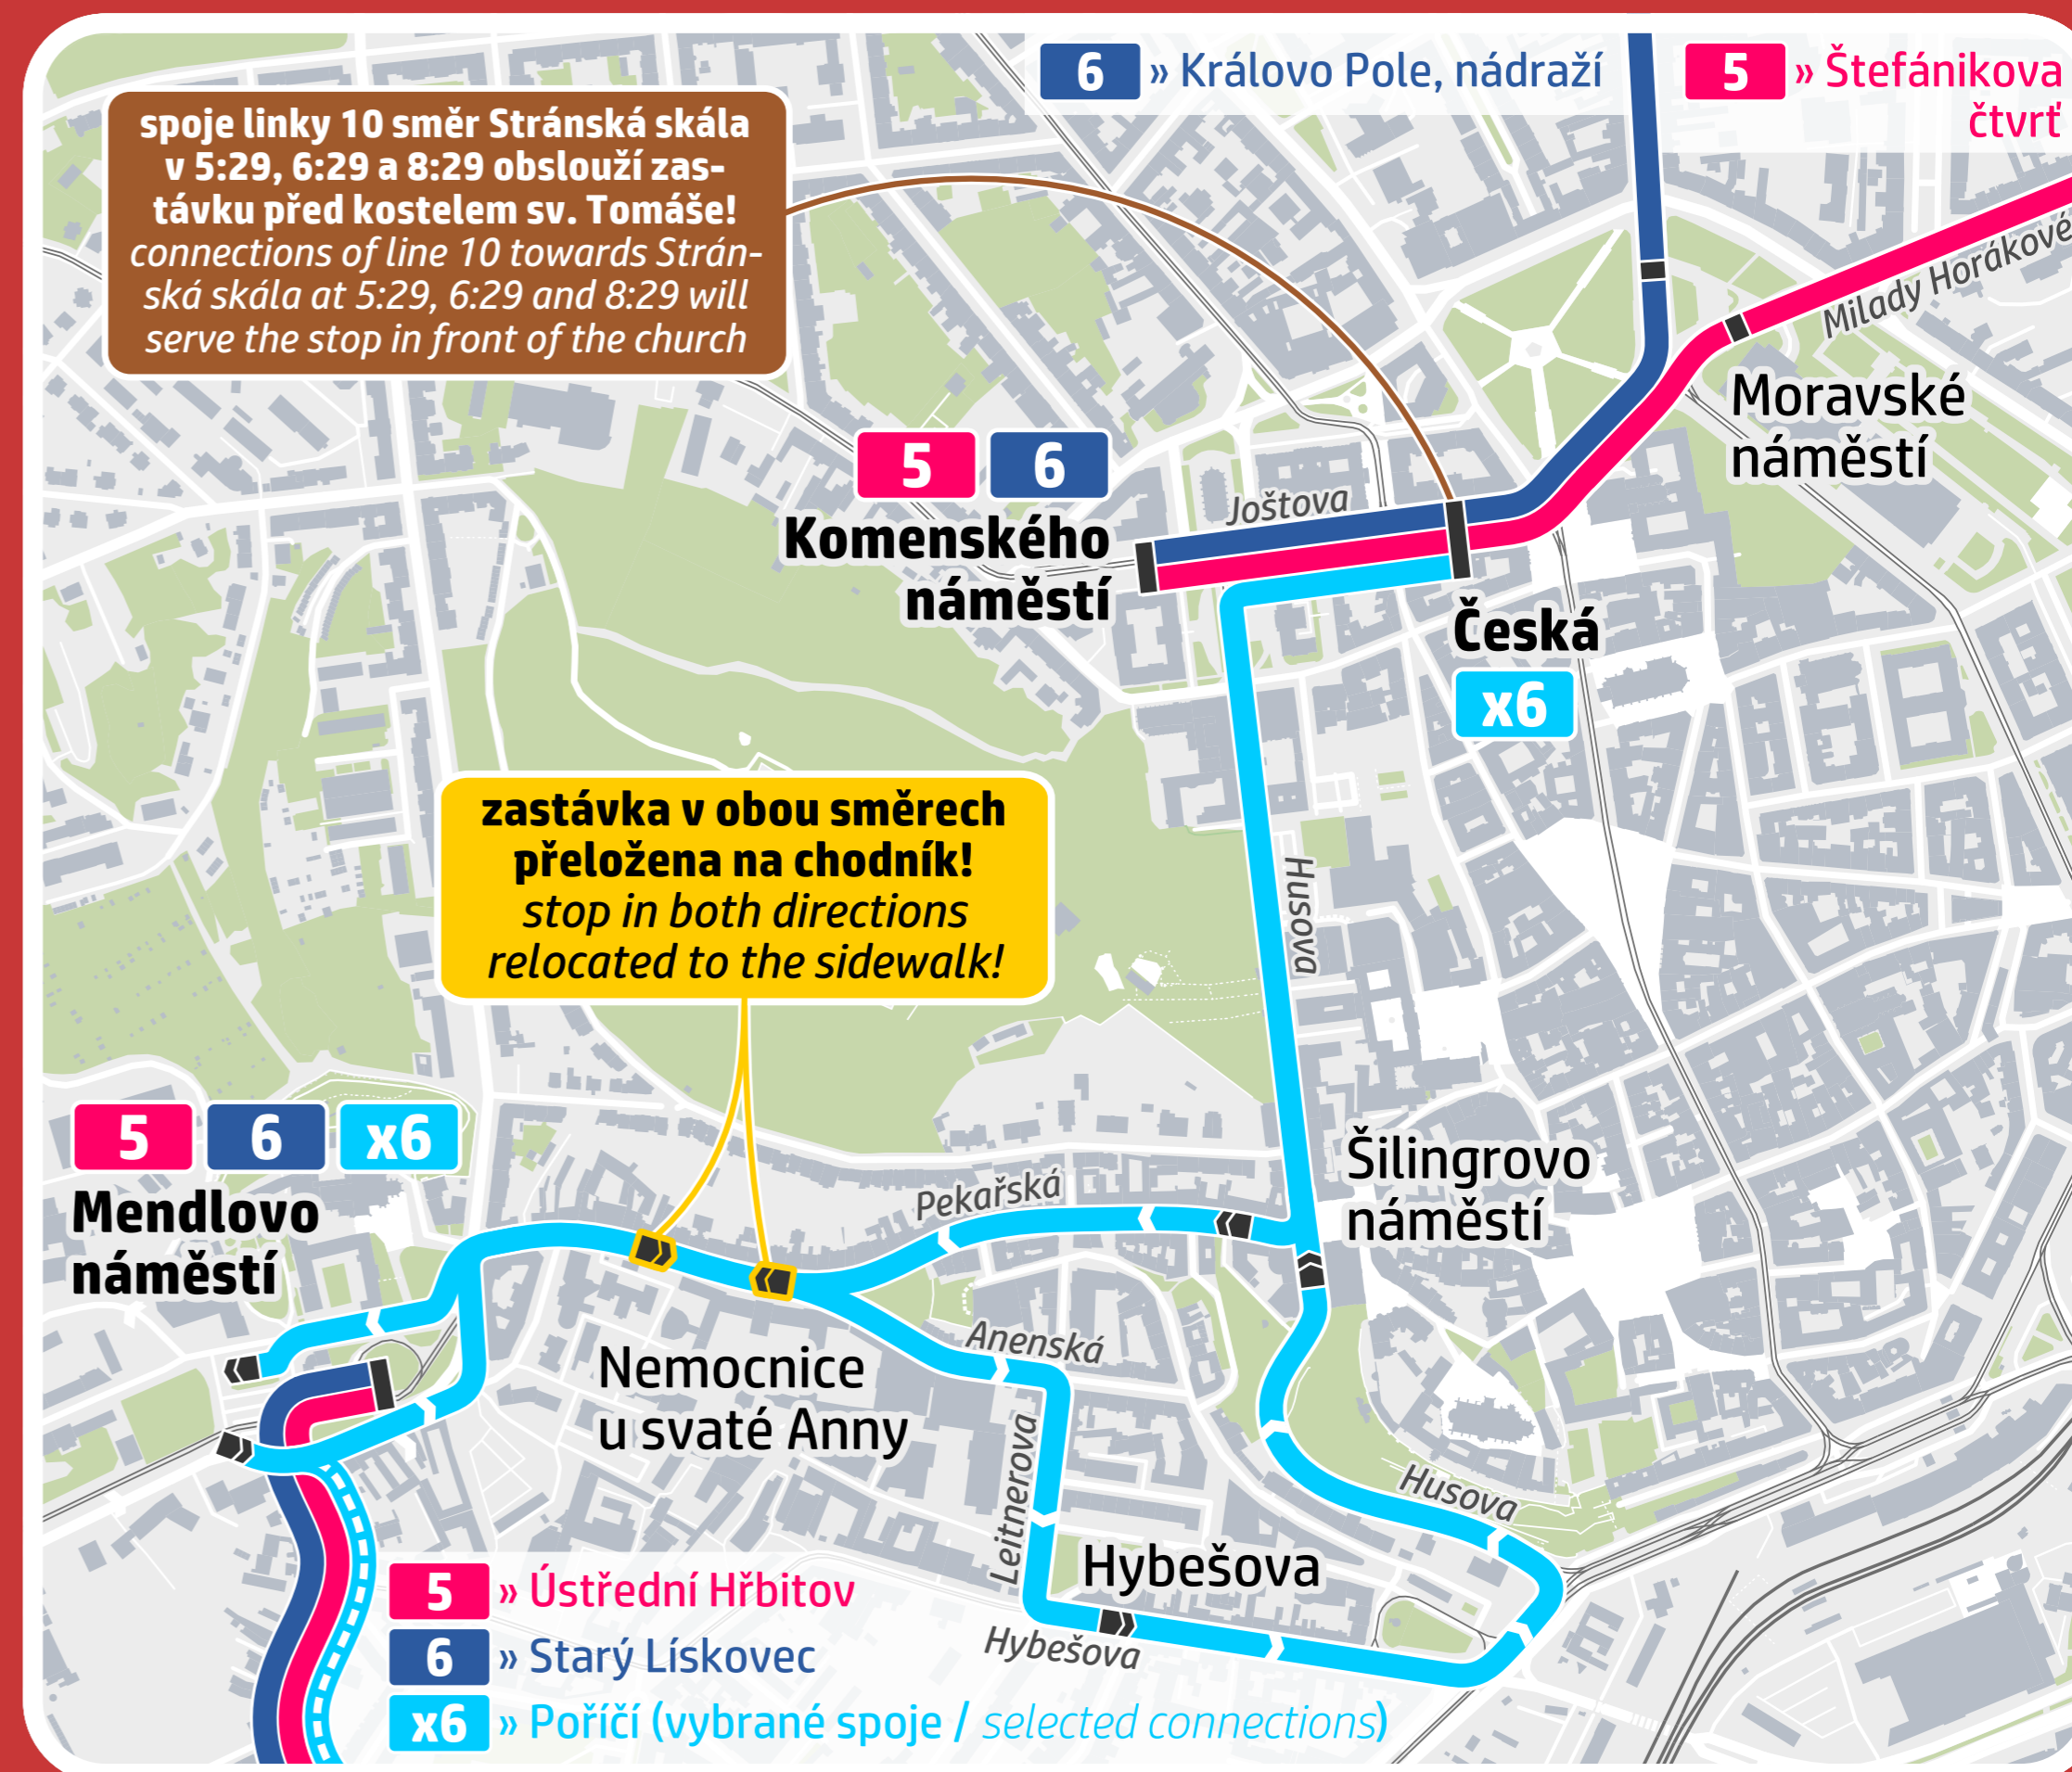 6 » Královo Pole, nádraží
5 » Štefánikova
čtvrť
spoje linky 10 směr Stránská skála
v 5:29, 6:29 a 8:29 obslouží zas-
távku před kostelem sv. Tomáše!
connections of line 10 towards Strán-
ská skála at 5:29, 6:29 and 8:29 will
serve the stop in front of the church
Milady Horákové
Moravské
náměstí
5 6
Komenského
náměstí
Joštova
Česká
x6
zastávka v obou směrech
přeložena na chodník!
stop in both directions
relocated to the sidewalk!
Husova
5 6 x6
Mendlovo
náměstí
Šilingrovo
náměstí
Pekařská
Anenská
Nemocnice
u svaté Anny
Leitnerova
Husova
Hybešova
Hybešova
5 » Ústřední Hřbitov
6 » Starý Lískovec
x6 » Poříčí (vybrané spoje / selected connections)